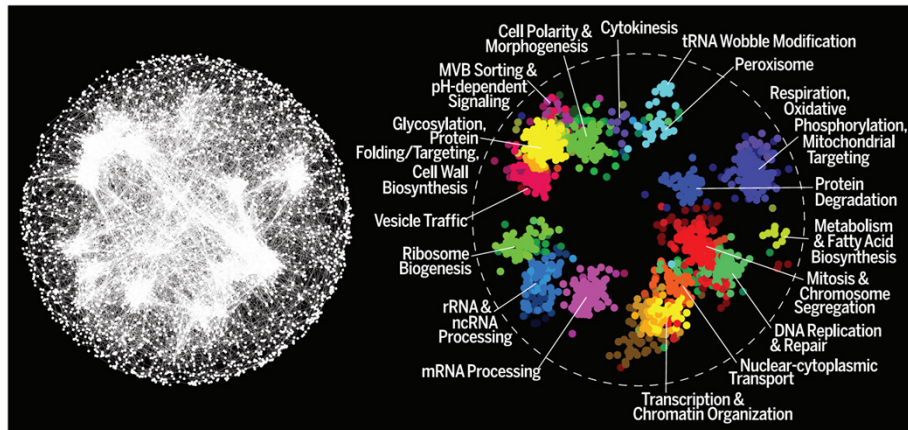 Cell Polarity &
Morphogenesis
Cytokinesis
tRNA Wobble Modification
Peroxisome
MVB Sorting &
pH-dependent
Signaling
Respiration,
Oxidative
Phosphorylation,
Mitochondrial
Targeting
Glycosylation,
Protein
Folding/Targeting,
Cell Wall
Biosynthesis
Protein
Degradation
Vesicle Traffic
Metabolism
& Fatty Acid
Biosynthesis
Ribosome
Biogenesis
Mitosis &
Chromosome
Segregation
rRNA &
ncRNA
Processing
DNA Replication
& Repair
mRNA Processing
Nuclear-cytoplasmic
Transport
Transcription &
Chromatin Organization